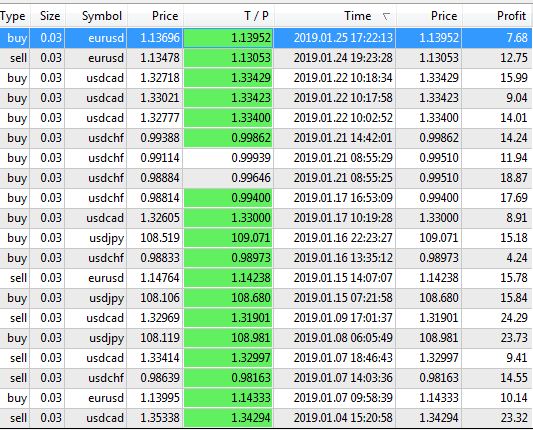 Type Size Symbol Price T / P Time Price Profit
buy 0.03 eurusd 1.13696 1.13952 2019.01.25 17:22:13 1.13952 7.68
sell 0.03 eurusd 1.13478 1.13053 2019.01.24 19:23:28 1.13053 12.75
buy 0.03 usdcad 1.32718 1.33429 2019.01.22 10:18:34 1.33429 15.99
buy 0.03 usdcad 1.33021 1.33423 2019.01.22 10:17:58 1.33423 9.04
buy 0.03 usdcad 1.32777 1.33400 2019.01.22 10:02:52 1.33400 14.01
buy 0.03 usdchf 0.99388 0.99862 2019.01.21 14:42:01 0.99862 14.24
buy 0.03 usdchf 0.99114 0.99939 2019.01.21 08:55:29 0.99510 11.94
buy 0.03 usdchf 0.98884 0.99646 2019.01.21 08:55:25 0.99510 18.87
buy 0.03 usdchf 0.98814 0.99400 2019.01.17 16:53:09 0.99400 17.69
buy 0.03 usdcad 1.32605 1.33000 2019.01.17 10:19:28 1.33000 8.91
buy 0.03 usdjpy 108.519 109.071 2019.01.16 22:23:27 109.071 15.18
buy 0.03 usdchf 0.98833 0.98973 2019.01.16 13:35:12 0.98973 4.24
sell 0.03 eurusd 1.14764 1.14238 2019.01.15 14:07:07 1.14238 15.78
buy 0.03 usdjpy 108.106 108.680 2019.01.15 07:21:58 108.680 15.84
sell 0.03 usdcad 1.32969 1.31901 2019.01.09 17:01:37 1.31901 24.29
buy 0.03 usdjpy 108.119 108.981 2019.01.08 06:05:49 108.981 23.73
sell 0.03 usdcad 1.33414 1.32997 2019.01.07 18:46:43 1.32997 9.41
sell 0.03 usdchf 0.98639 0.98163 2019.01.07 14:03:36 0.98163 14.55
buy 0.03 eurusd 1.13995 1.14333 2019.01.07 09:58:39 1.14333 10.14
sell 0.03 usdcad 1.35338 1.34294 2019.01.04 15:20:58 1.34294 23.32